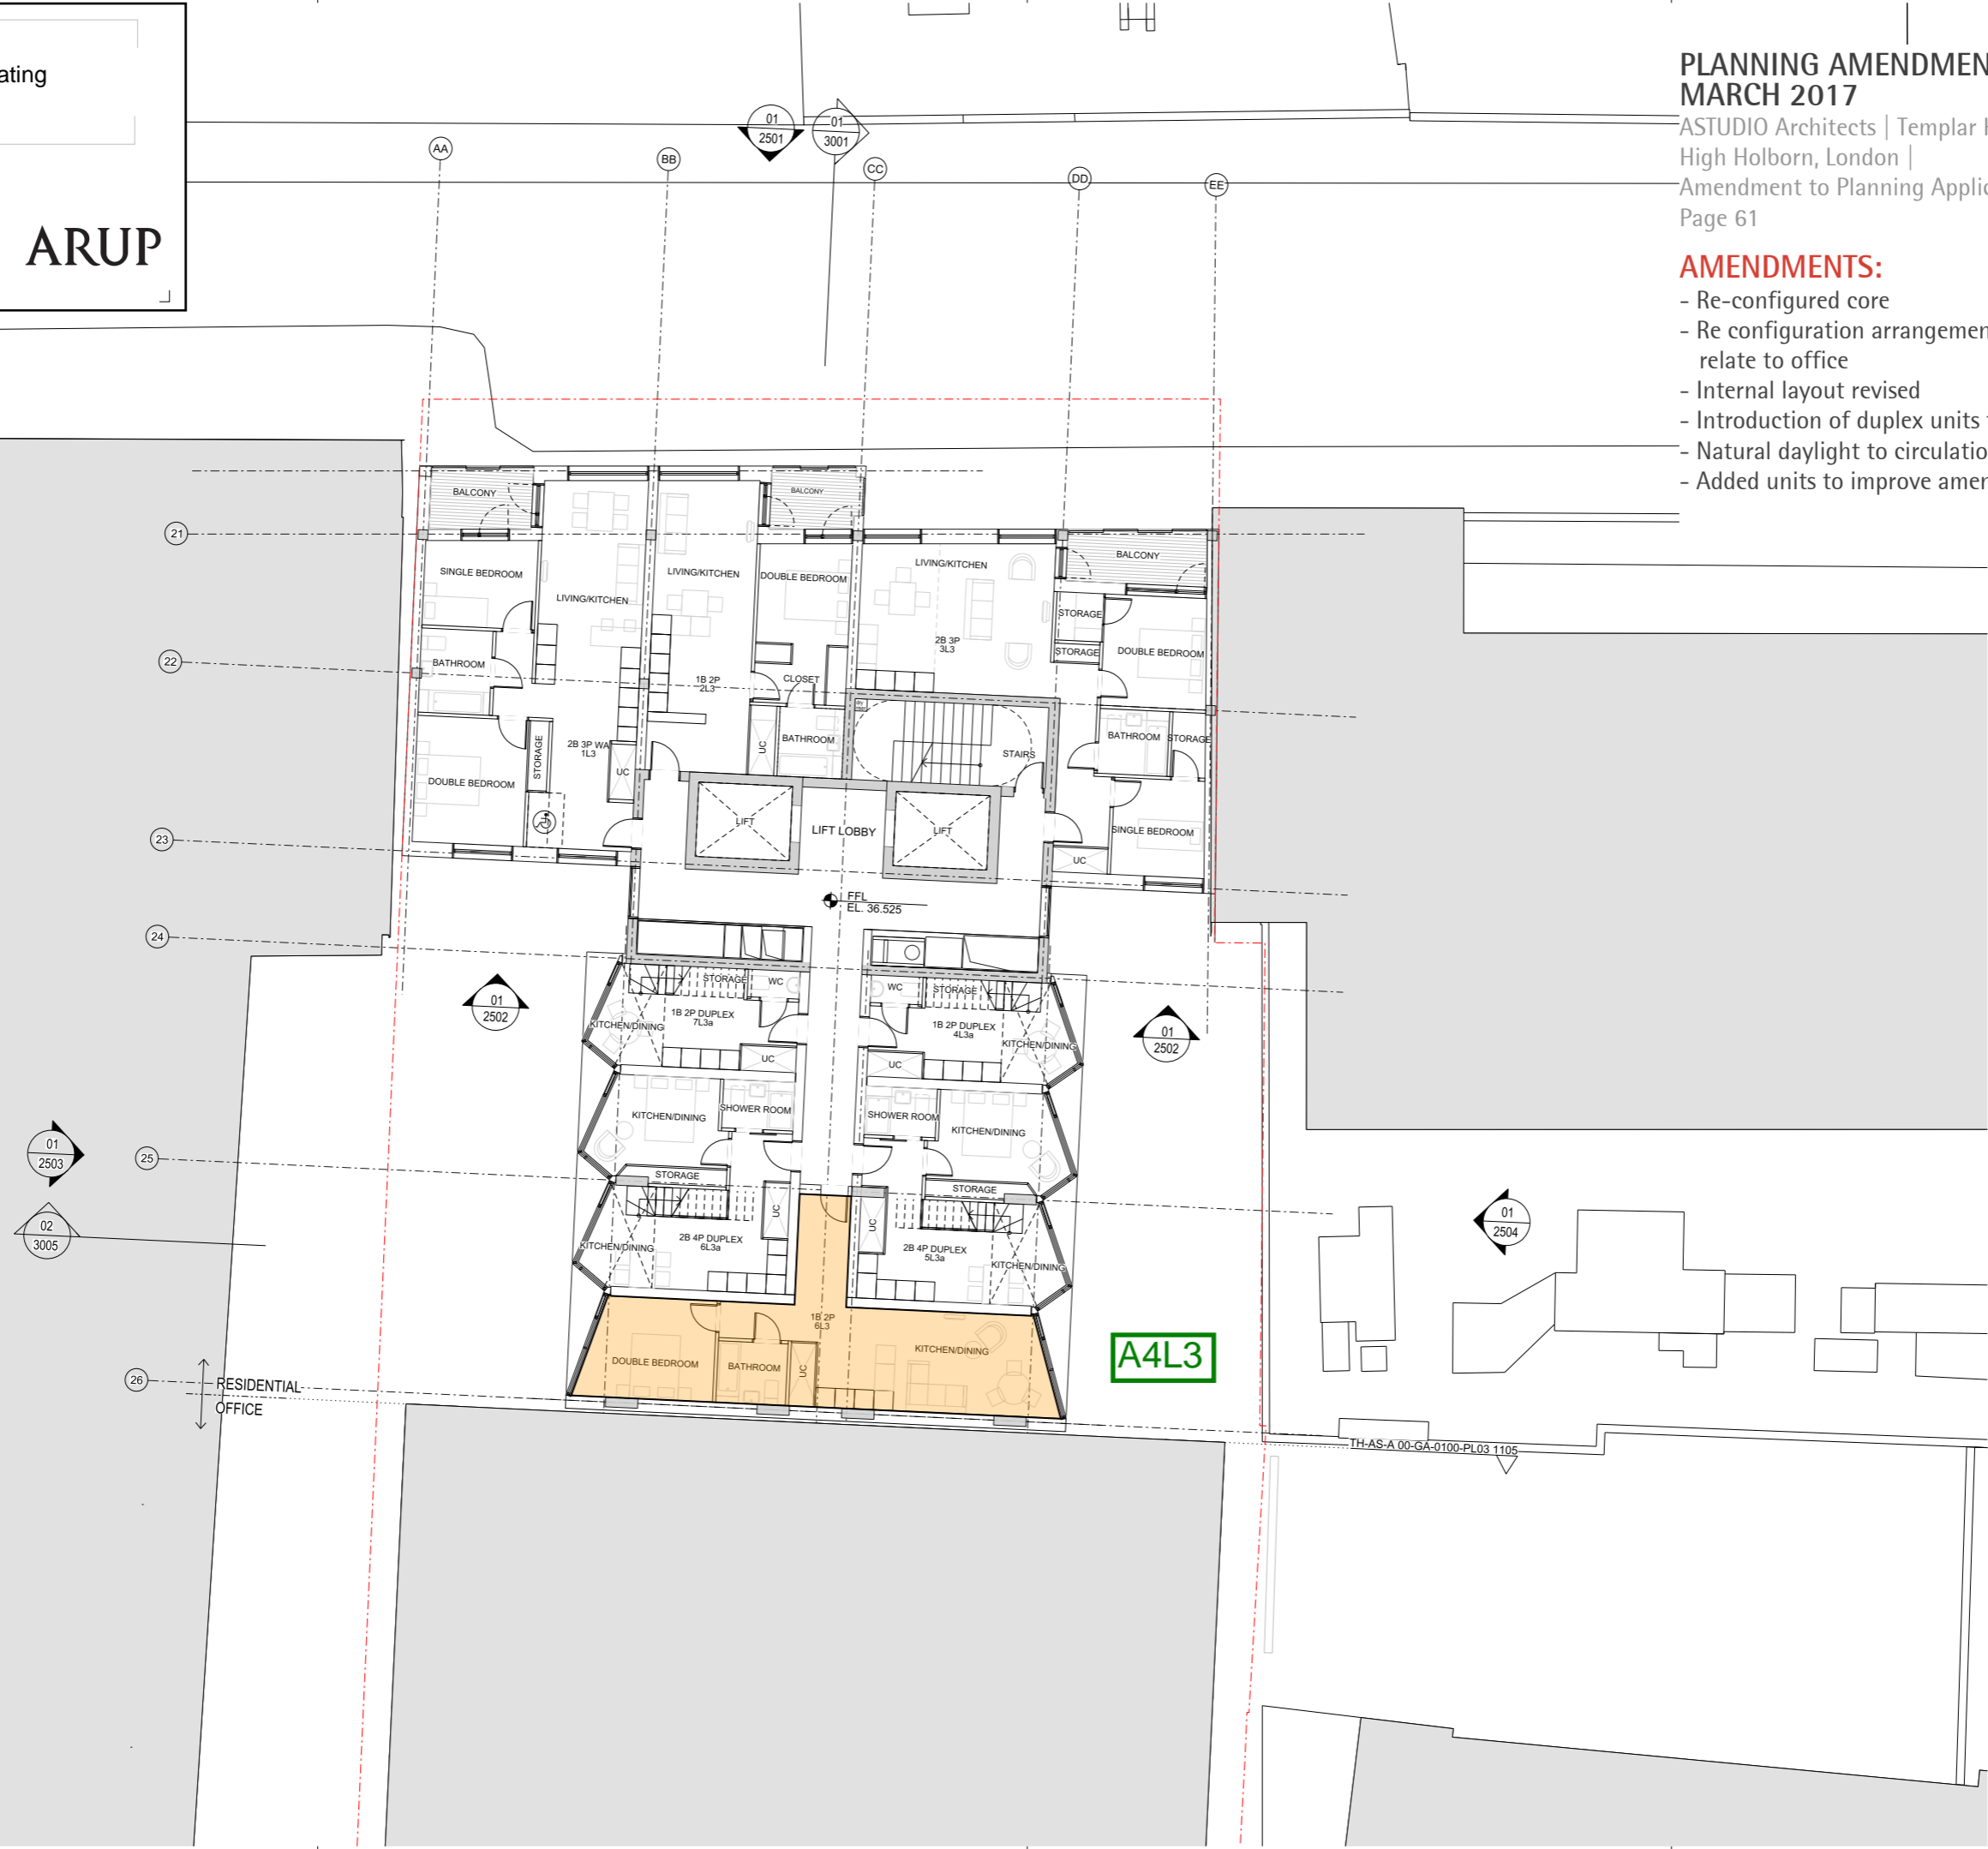 ating
ARUP
PLANNING AMENDMEN
MARCH 2017
ASTUDIO Architects | Templar
High Holborn, London |
Amendment to Planning Applic
Page 61
AMENDMENTS:
- Re-configured core
- Re configuration arrangemen
relate to office
- Internal layout revised
- Introduction of duplex units
- Natural daylight to circulatio
- Added units to improve amen
01
2501
01
3001
AA
BB
CC
DD
EE
21
22
23
24
25
26
BALCONY
BALCONY
BALCONY
SINGLE BEDROOM
LIVING/KITCHEN
LIVING/KITCHEN
DOUBLE BEDROOM
LIVING/KITCHEN
STORAGE
STORAGE
DOUBLE BEDROOM
2B 3P
3L3
BATHROOM
1B 2P
2L3
CLOSET
UC
BATHROOM
STAIRS
BATHROOM
STORAGE
2B 3P WA
1L3
STORAGE
UC
DOUBLE BEDROOM
LIFT
LIFT LOBBY
LIFT
SINGLE BEDROOM
UC
FFL
EL. 36.525
01
2502
01
2502
STORAGE
WC
WC
STORAGE
1B 2P DUPLEX
7L3a
KITCHEN/DINING
UC
1B 2P DUPLEX
4L3a
KITCHEN/DINING
UC
KITCHEN/DINING
SHOWER ROOM
SHOWER ROOM
KITCHEN/DINING
STORAGE
STORAGE
UC
UC
2B 4P DUPLEX
6L3a
KITCHEN/DINING
2B 4P DUPLEX
5L3a
KITCHEN/DINING
1B 2P
6L3
DOUBLE BEDROOM
BATHROOM
UC
KITCHEN/DINING
A4L3
01
2503
02
3005
01
2504
RESIDENTIAL
OFFICE
TH-AS-A 00-GA-0100-PL03 1105